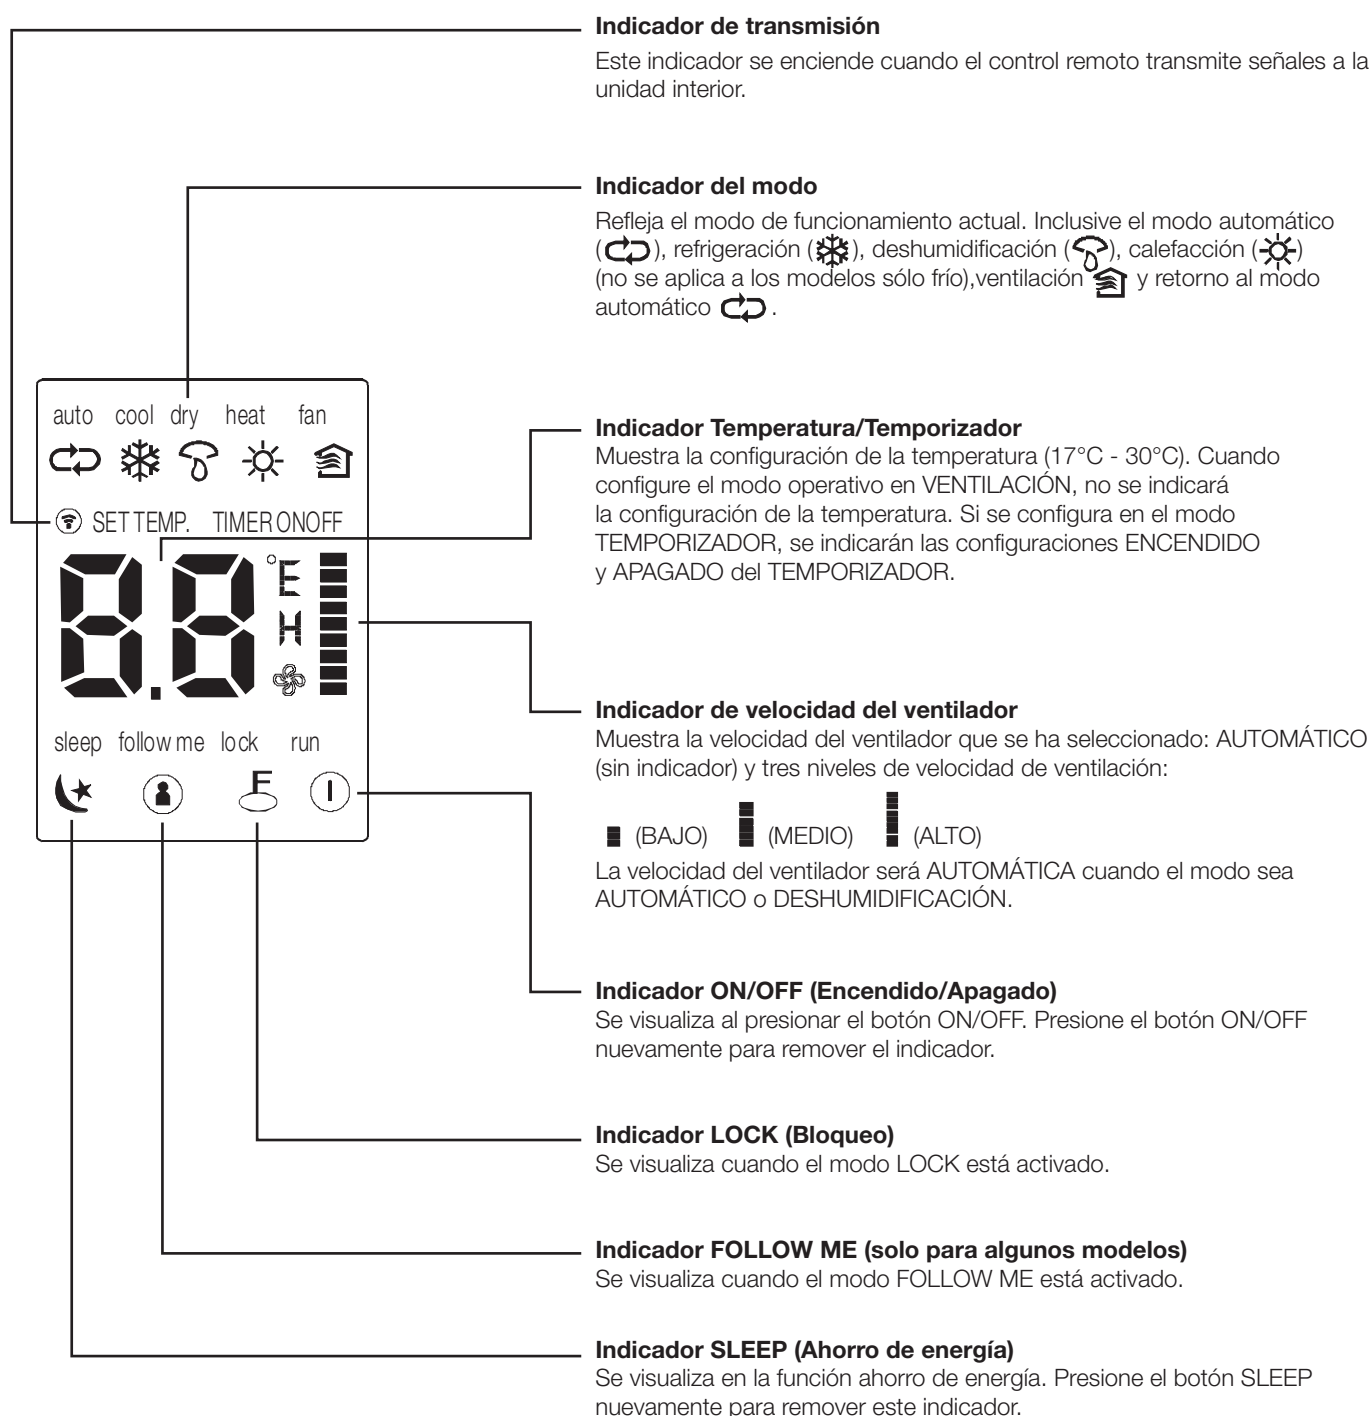 Indicador de transmisión
Este indicador se enciende cuando el control remoto transmite señales a la
unidad interior.
Indicador del modo
Refleja el modo de funcionamiento actual. Inclusive el modo automático
( ), refrigeración ( ), deshumidificación ( ), calefacción ( )
(no se aplica a los modelos sólo frío),ventilación y retorno al modo
automático .
auto cool dry heat fan
SET TEMP. TIMER ONOFF
8.8 °E
H
sleep follow me lock run
Indicador Temperatura/Temporizador
Muestra la configuración de la temperatura (17°C - 30°C). Cuando
configure el modo operativo en VENTILACIÓN, no se indicará
la configuración de la temperatura. Si se configura en el modo
TEMPORIZADOR, se indicarán las configuraciones ENCENDIDO
y APAGADO del TEMPORIZADOR.
Indicador de velocidad del ventilador
Muestra la velocidad del ventilador que se ha seleccionado: AUTOMÁTICO
(sin indicador) y tres niveles de velocidad de ventilación:
(BAJO) (MEDIO) (ALTO)
La velocidad del ventilador será AUTOMÁTICA cuando el modo sea
AUTOMÁTICO o DESHUMIDIFICACIÓN.
Indicador ON/OFF (Encendido/Apagado)
Se visualiza al presionar el botón ON/OFF. Presione el botón ON/OFF
nuevamente para remover el indicador.
Indicador LOCK (Bloqueo)
Se visualiza cuando el modo LOCK está activado.
Indicador FOLLOW ME (solo para algunos modelos)
Se visualiza cuando el modo FOLLOW ME está activado.
Indicador SLEEP (Ahorro de energía)
Se visualiza en la función ahorro de energía. Presione el botón SLEEP
nuevamente para remover este indicador.